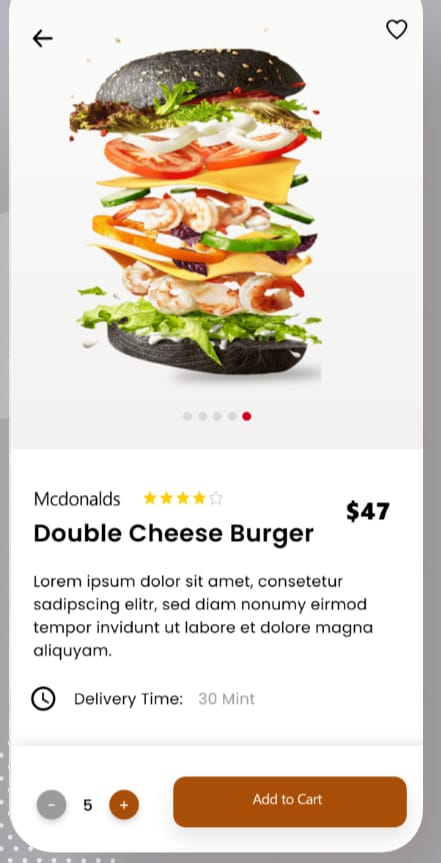 Mcdonalds
$47
Double Cheese Burger
Lorem ipsum dolor sit amet, consetetur
sadipscing elitr, sed diam nonumy eirmod
tempor invidunt ut labore et dolore magna
aliquyam.
Delivery Time: 30 Mint
- 5 + Add to Cart